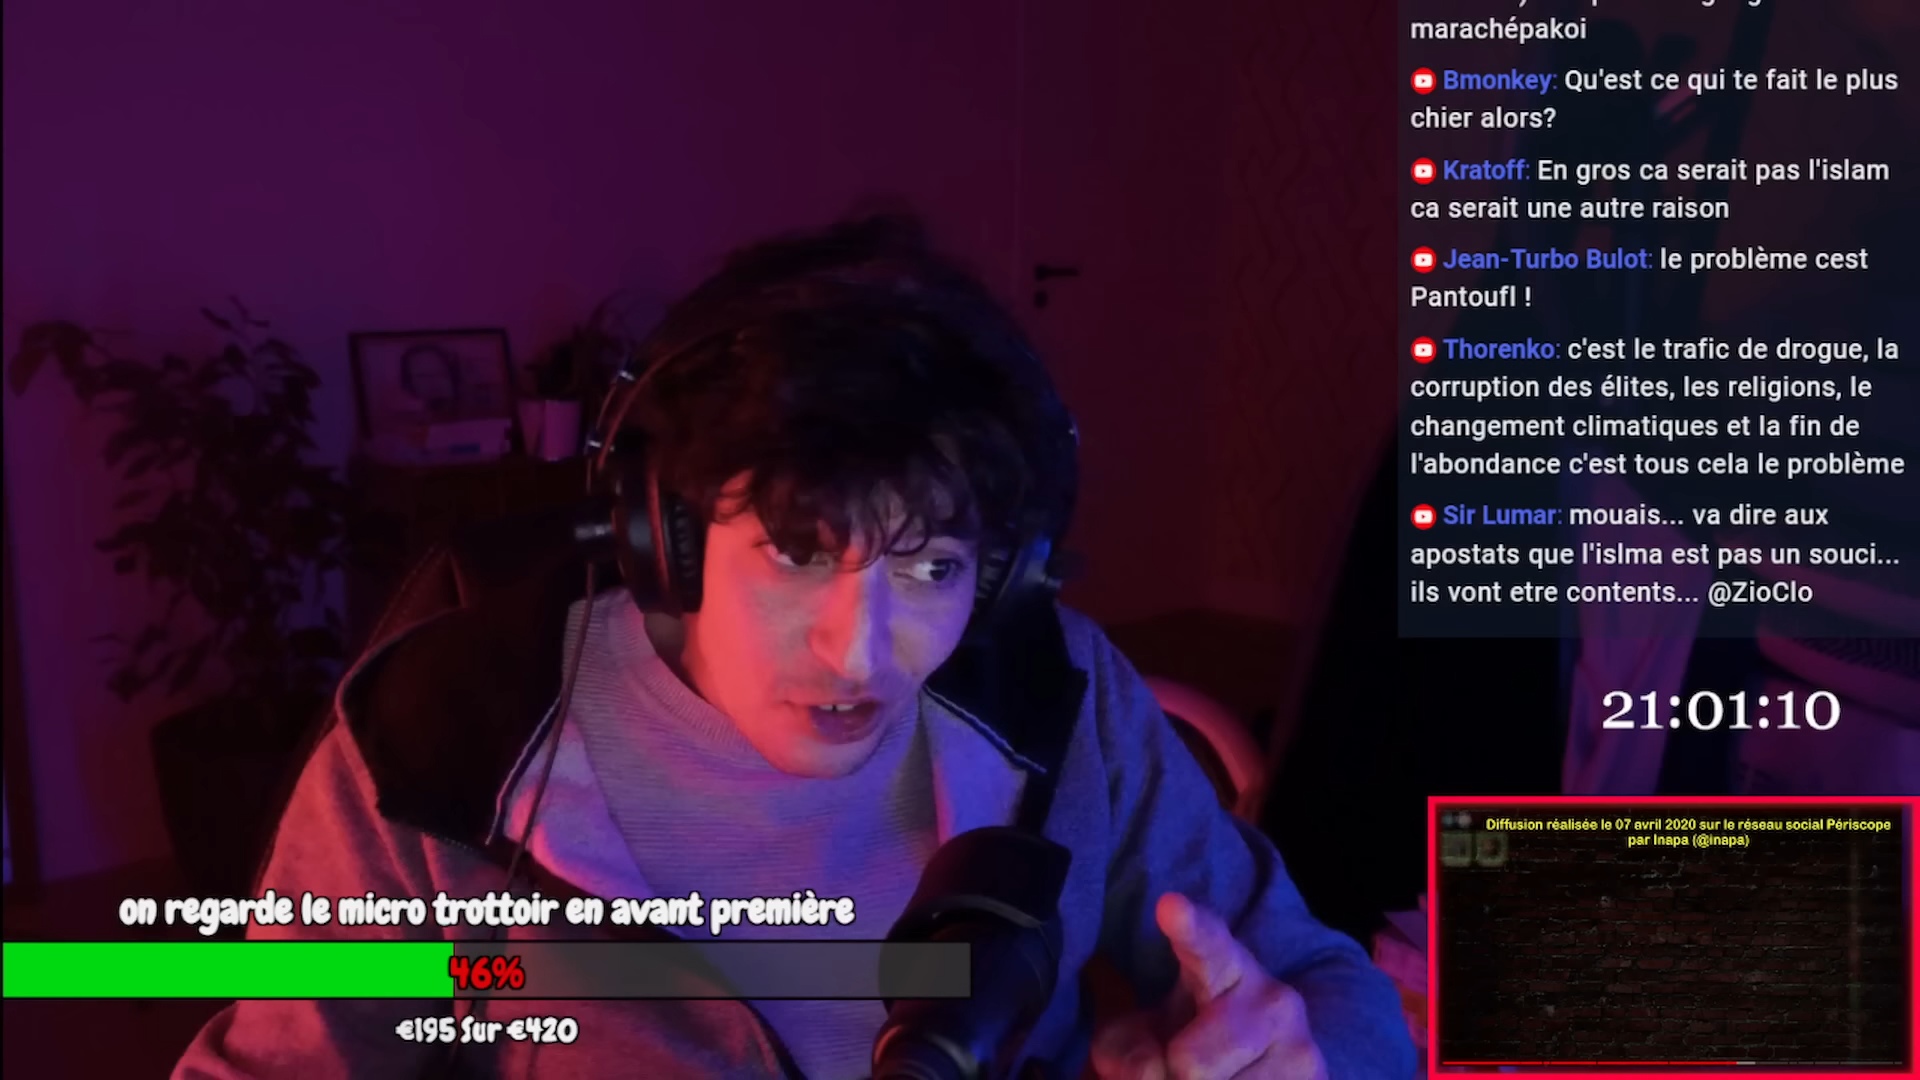 marachépakoi
Bmonkey: Qu'est ce qui te fait le plus
chier alors?
Kratoff: En gros ca serait pas l'islam
ca serait une autre raison
Jean-Turbo Bulot: le problème cest
Pantoufl !
Thorenko: c'est le trafic de drogue, la
corruption des élites, les religions, le
changement climatiques et la fin de
l'abondance c'est tous cela le problème
Sir Lumar: mouais... va dire aux
apostats que l'islma est pas un souci...
ils vont etre contents... @ZioClo
21:01:10
Diffusion réalisée le 07 avril 2020 sur le réseau social Périscope
par Inapa (@inapa)
on regarde le micro trottoir en avant première
46%
€195 Sur €420